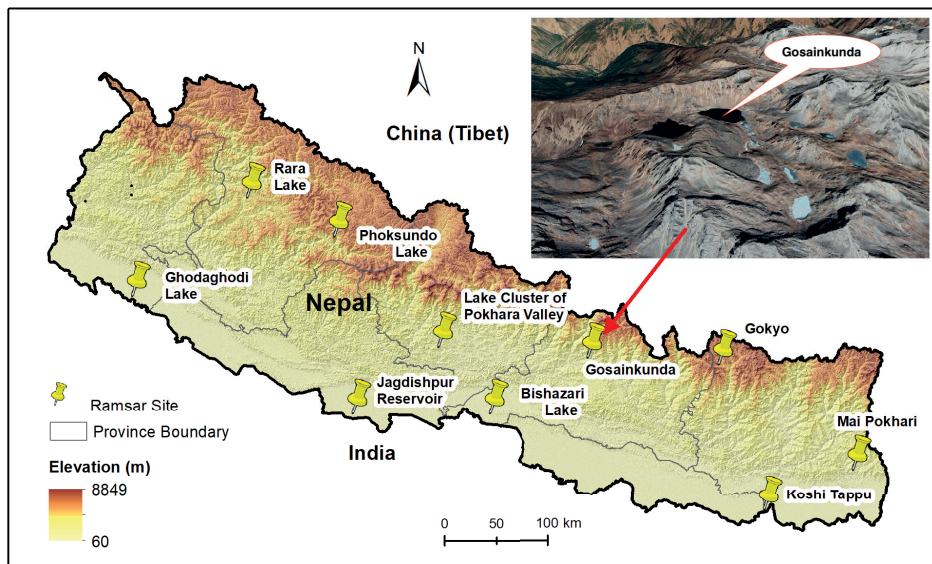 Gosainkunda
N
China (Tibet)
Rara
Lake
Phoksundo
Lake
Ghodaghodi
Lake
Nepal
Lake Cluster of
Pokhara Valley
Gokyo
Gosainkunda
Jagdishpur
Reservoir
Bishazari
Lake
Mai Pokhari
Koshi Tappu
India
Ramsar Site
Province Boundary
Elevation (m)
8849
60
0 50 100 km